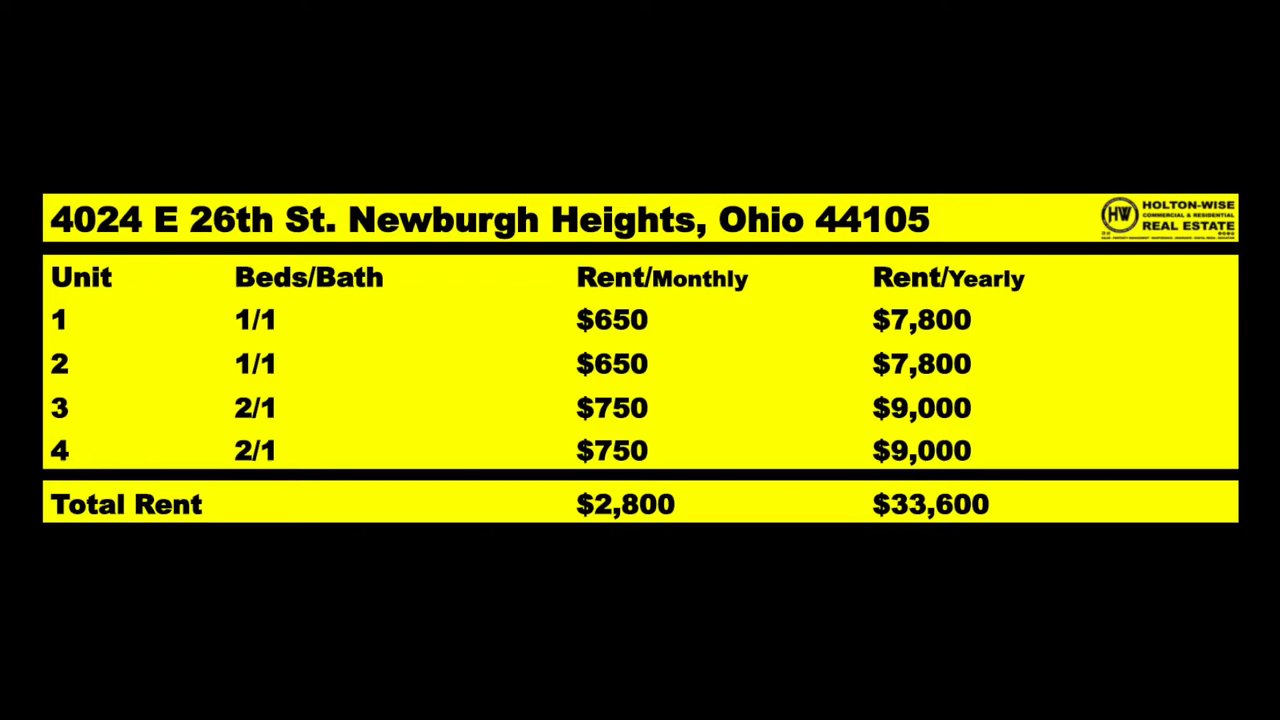 4024 E 26th St. Newburgh Heights, Ohio 44105
HOLTON-WISE
COMMERCIAL & RESIDENTIAL
REAL ESTATE
HW
Unit Beds/Bath Rent/Monthly Rent/Yearly
1 1/1 $650 $7,800
2 1/1 $650 $7,800
3 2/1 $750 $9,000
4 2/1 $750 $9,000
Total Rent $2,800 $33,600